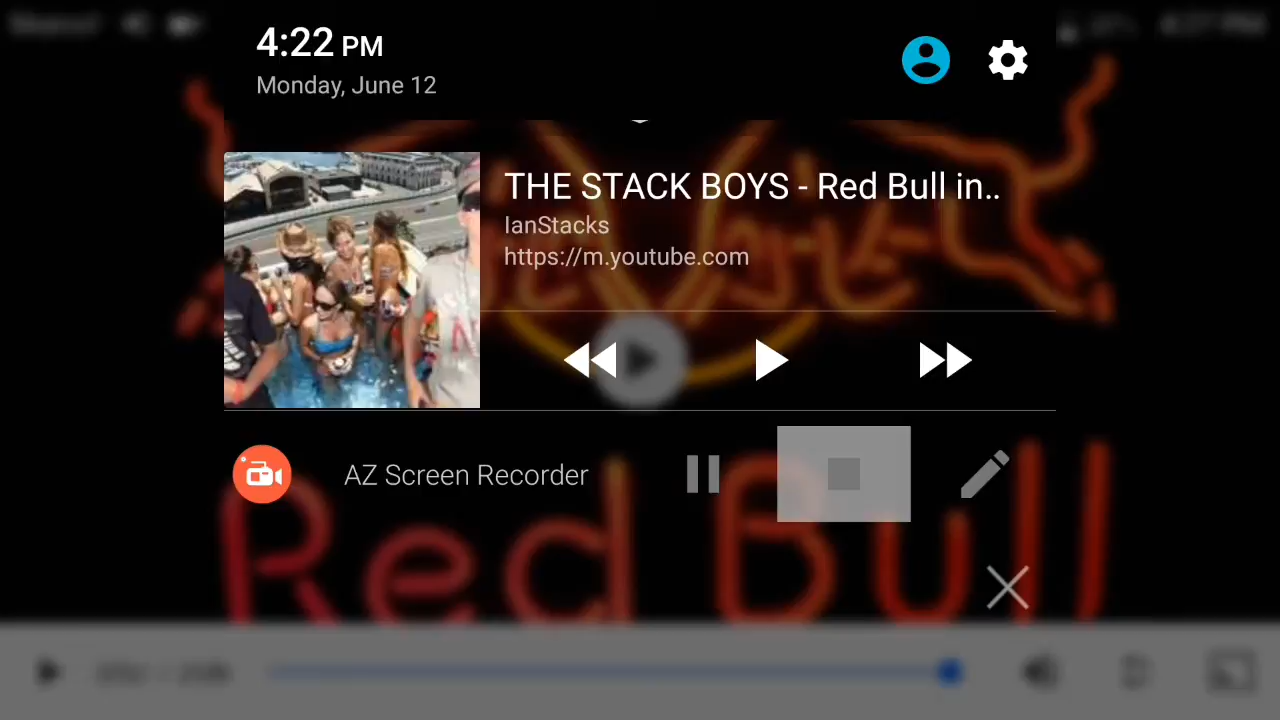 4:22 PM
Monday, June 12
THE STACK BOYS - Red Bull in..
IanStacks
https://m.youtube.com
AZ Screen Recorder
Red Bull